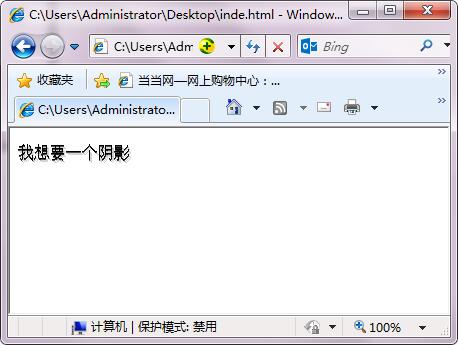 C:\Users\Administrator\Desktop\inde.html - Window...
C:\Users\Adm
Bing
收藏夹
当当网—网上购物中心：...
C:\Users\Administrato...
我想要一个阴影
计算机 | 保护模式: 禁用
100%